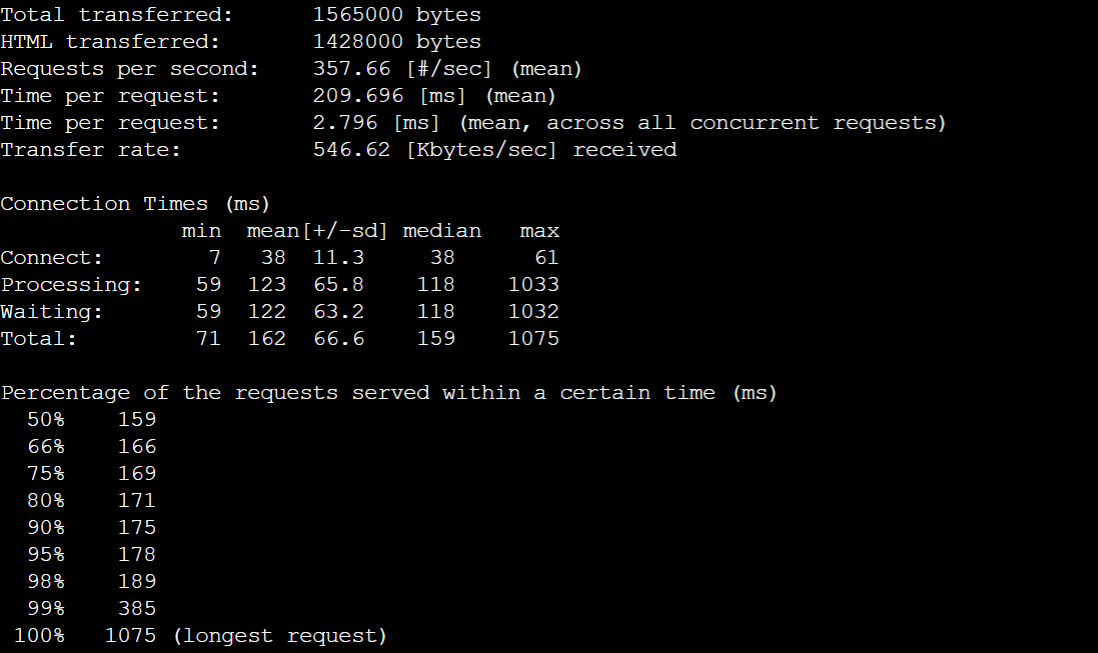 Total transferred:      1565000 bytes
HTML transferred:       1428000 bytes
Requests per second:    357.66 [#/sec] (mean)
Time per request:       209.696 [ms] (mean)
Time per request:       2.796 [ms] (mean, across all concurrent requests)
Transfer rate:          546.62 [Kbytes/sec] received

Connection Times (ms)
              min  mean[+/-sd] median   max
Connect:        7   38  11.3     38      61
Processing:    59  123  65.8    118    1033
Waiting:       59  122  63.2    118    1032
Total:         71  162  66.6    159    1075

Percentage of the requests served within a certain time (ms)
  50%    159
  66%    166
  75%    169
  80%    171
  90%    175
  95%    178
  98%    189
  99%    385
 100%   1075 (longest request)